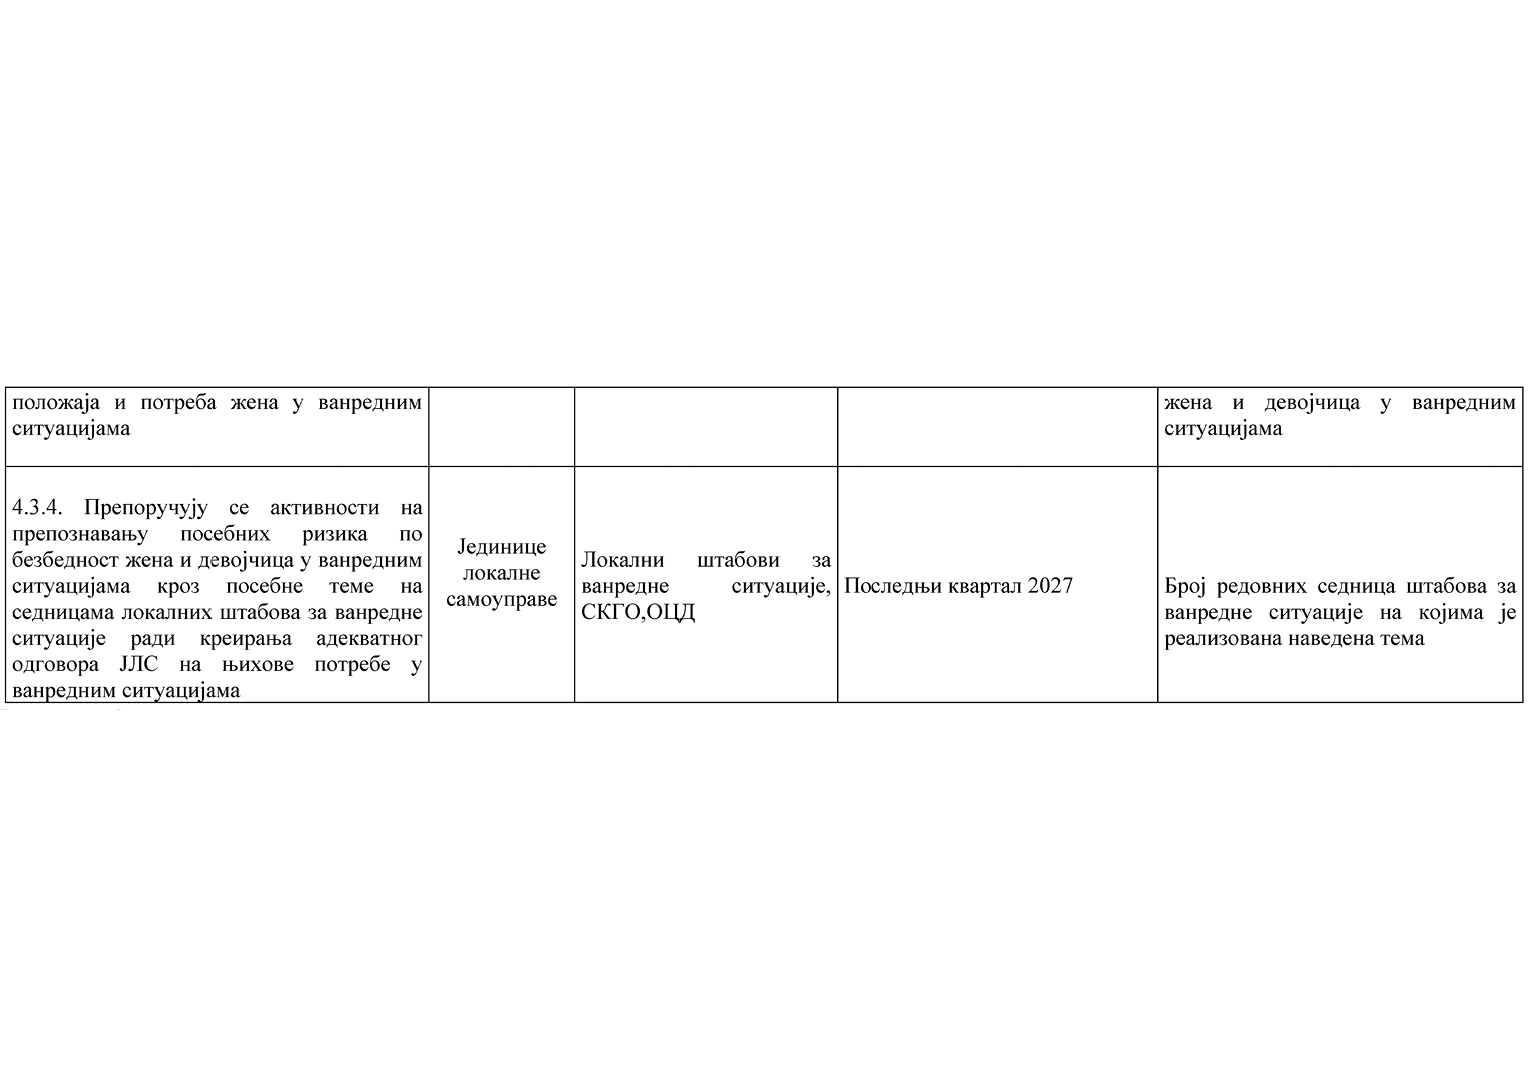 положаја и потреба жена у ванредним
ситуацијама
жена и девојчица у ванредним
ситуацијама
4.3.4. Препоручују се активности на
препознавању посебних ризика по
безбедност жена и девојчица у ванредним
ситуацијама кроз посебне теме на
седницама локалних штабова за ванредне
ситуације ради креирања адекватног
одговора ЈЛС на њихове потребе у
ванредним ситуацијама
Јединице
локалне
самоуправе
Локални штабови за
ванредне ситуације,
СКГО,ОЦД
Последњи квартал 2027
Број редовних седница штабова за
ванредне ситуације на којима је
реализована наведена тема